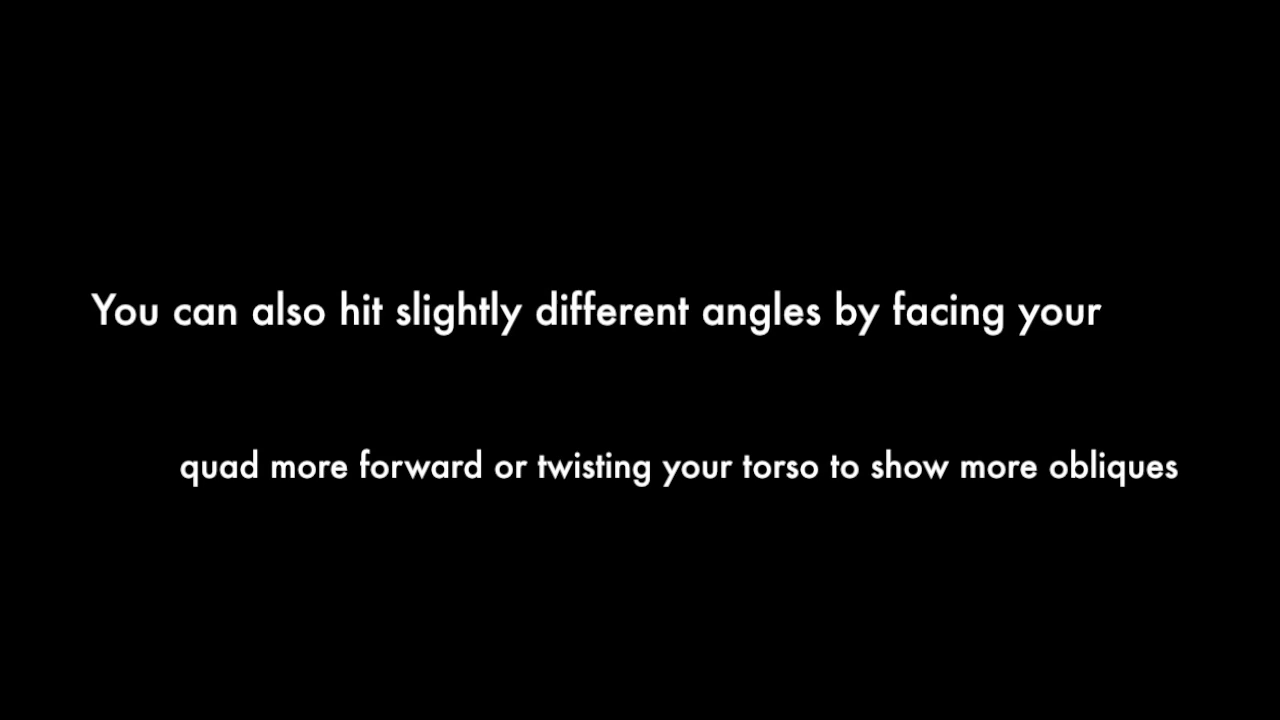 You can also hit slightly different angles by facing your
quad more forward or twisting your torso to show more obliques